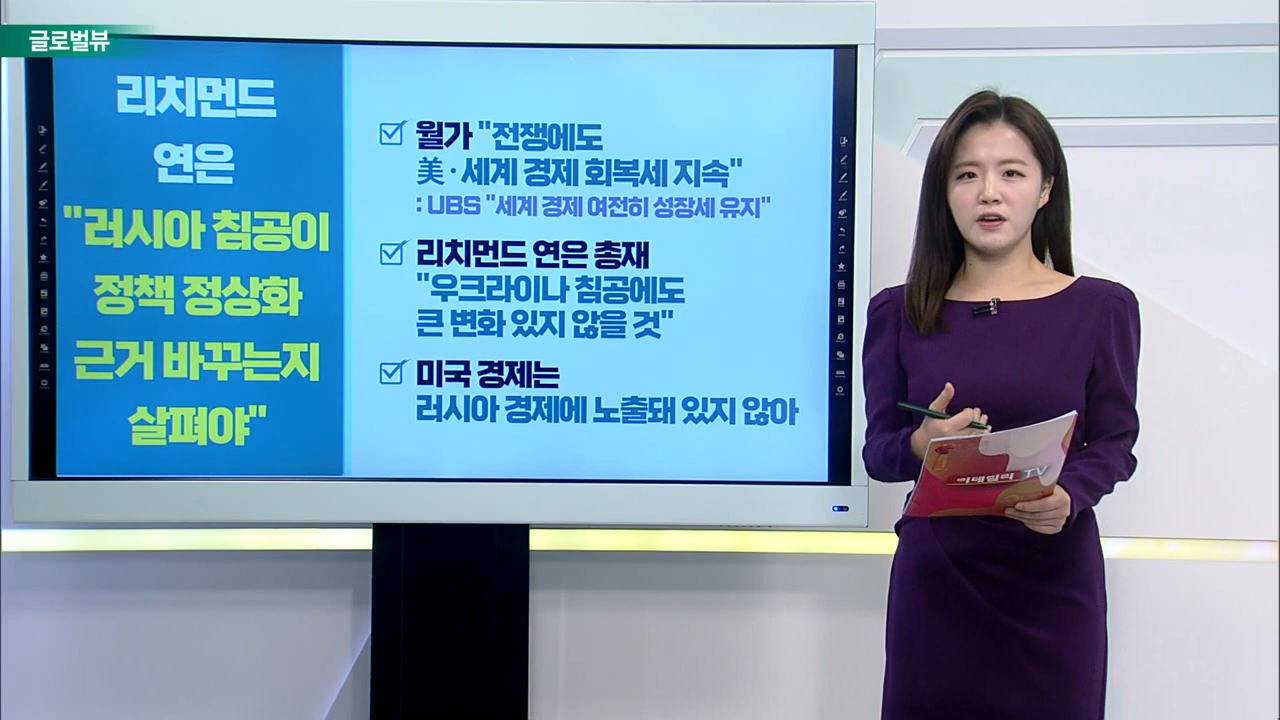 글로벌뷰
리치먼드
연은
"러시아 침공이
정책 정상화
근거 바꾸는지
살펴야"
월가 "전쟁에도
美·세계 경제 회복세 지속"
: UBS "세계 경제 여전히 성장세 유지"
리치먼드 연은 총재
"우크라이나 침공에도
큰 변화 있지 않을 것"
미국 경제는
러시아 경제에 노출돼 있지 않아
이데일리 TV